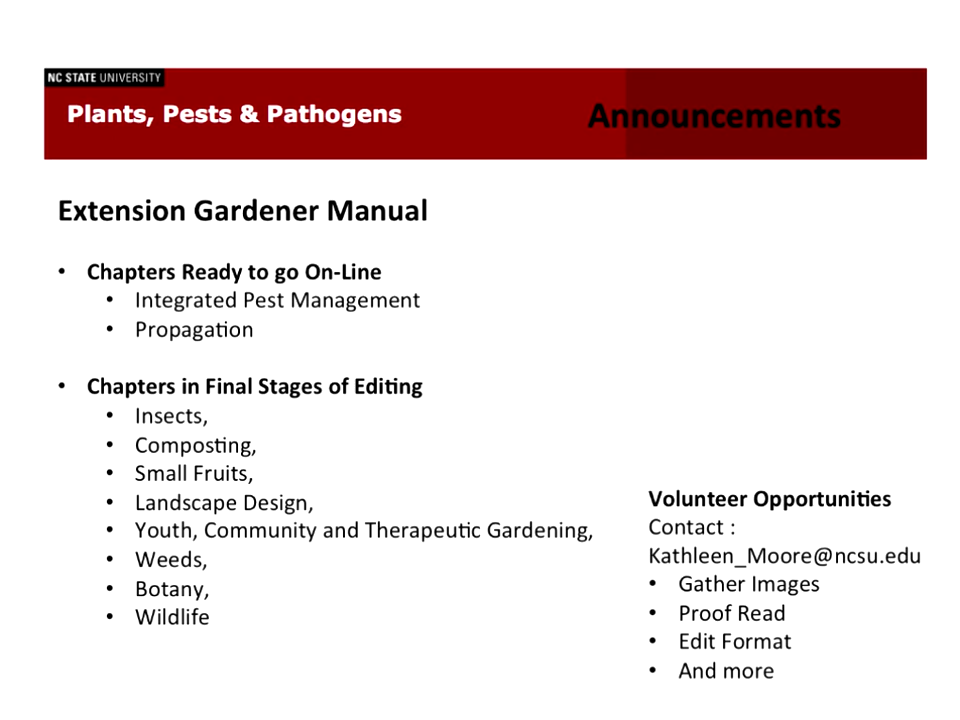 NC STATE UNIVERSITY
Plants, Pests & Pathogens
Announcements
Extension Gardener Manual
• Chapters Ready to go On-Line
• Integrated Pest Management
• Propagation
• Chapters in Final Stages of Editing
• Insects,
• Composting,
• Small Fruits,
• Landscape Design,
• Youth, Community and Therapeutic Gardening,
• Weeds,
• Botany,
• Wildlife
Volunteer Opportunities
Contact :
Kathleen_Moore@ncsu.edu
• Gather Images
• Proof Read
• Edit Format
• And more